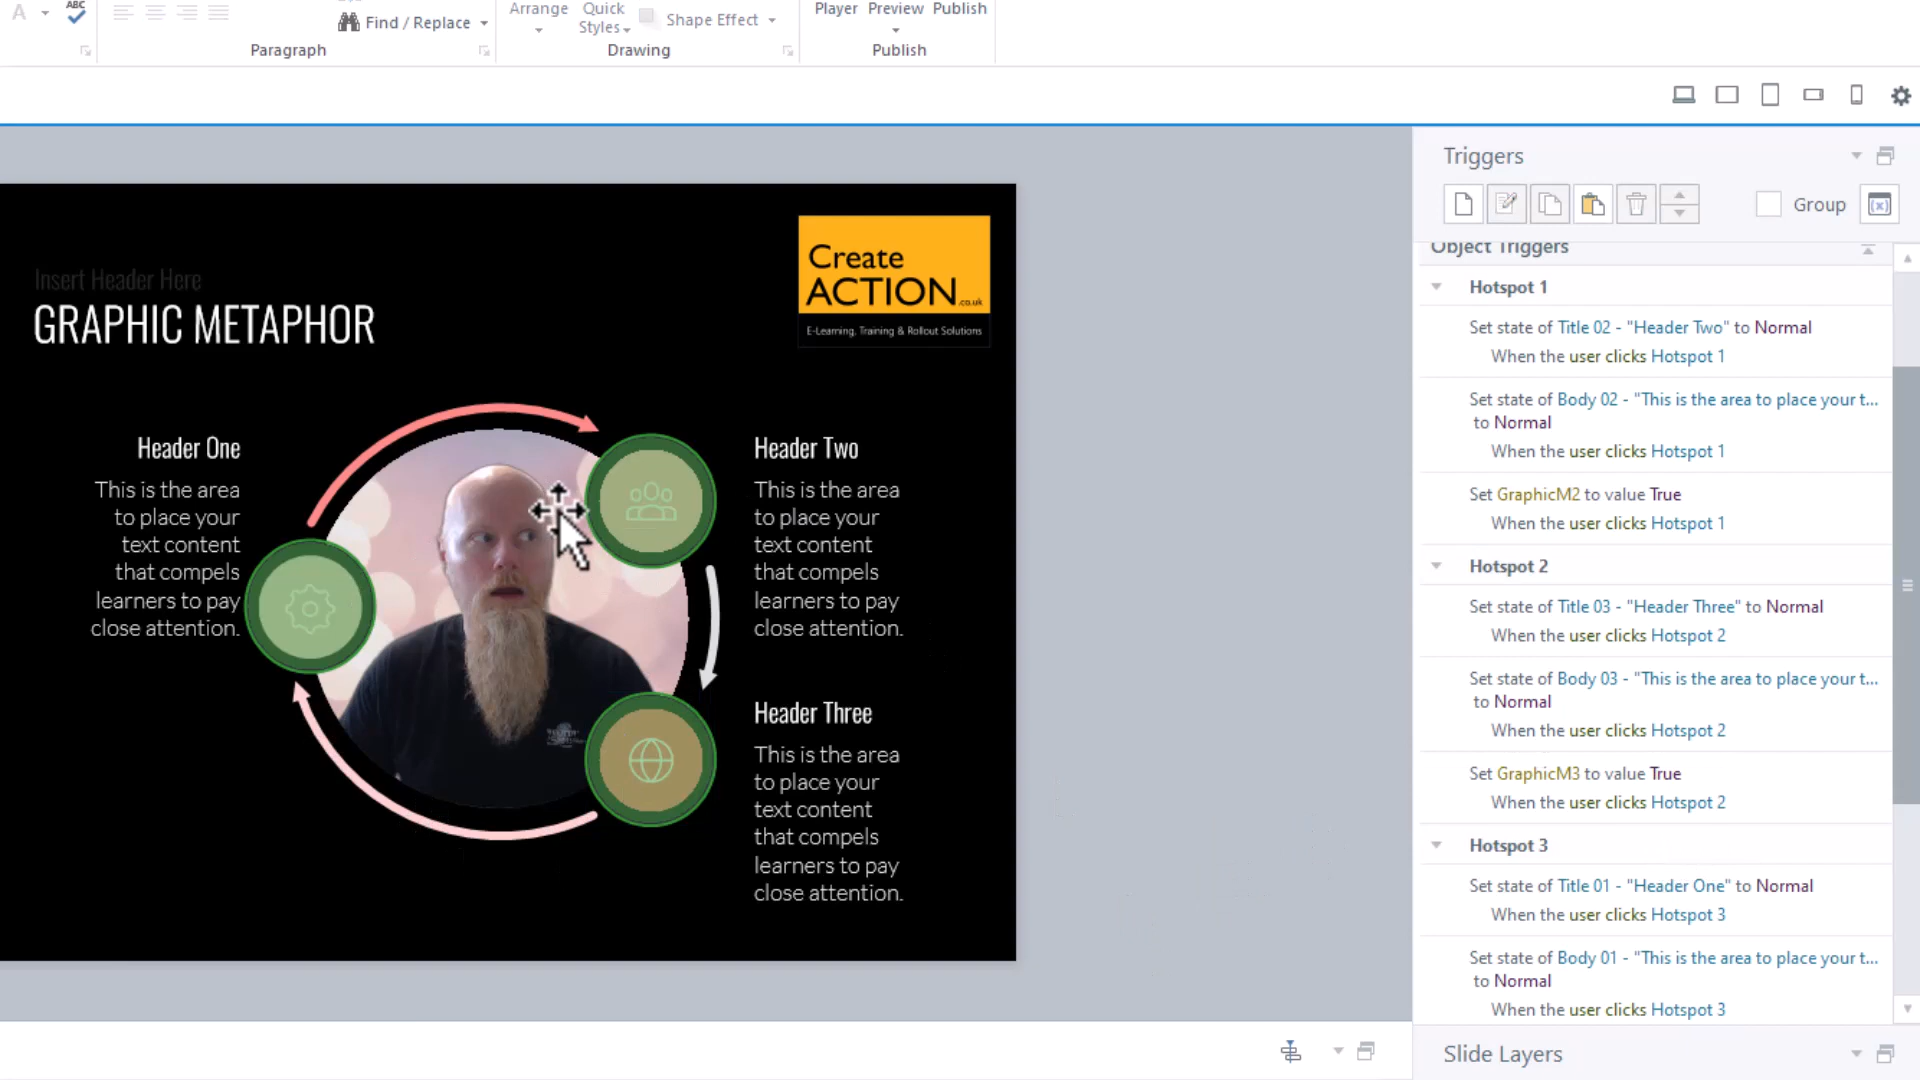 A
ABC
Find / Replace
Arrange
Quick
Styles
Shape Effect
Player
Preview
Publish
Paragraph
Drawing
Publish
Triggers
Group
(x)
Object Triggers
Insert Header Here
GRAPHIC METAPHOR
Create
ACTION.co.uk
E-Learning, Training & Rollout Solutions
Header One
This is the area
to place your
text content
that compels
learners to pay
close attention.
Header Two
This is the area
to place your
text content
that compels
learners to pay
close attention.
Header Three
This is the area
to place your
text content
that compels
learners to pay
close attention.
Hotspot 1
Set state of Title 02 - "Header Two" to Normal
When the user clicks Hotspot 1
Set state of Body 02 - "This is the area to place your t...
to Normal
When the user clicks Hotspot 1
Set GraphicM2 to value True
When the user clicks Hotspot 1
Hotspot 2
Set state of Title 03 - "Header Three" to Normal
When the user clicks Hotspot 2
Set state of Body 03 - "This is the area to place your t...
to Normal
When the user clicks Hotspot 2
Set GraphicM3 to value True
When the user clicks Hotspot 2
Hotspot 3
Set state of Title 01 - "Header One" to Normal
When the user clicks Hotspot 3
Set state of Body 01 - "This is the area to place your t...
to Normal
When the user clicks Hotspot 3
Slide Layers